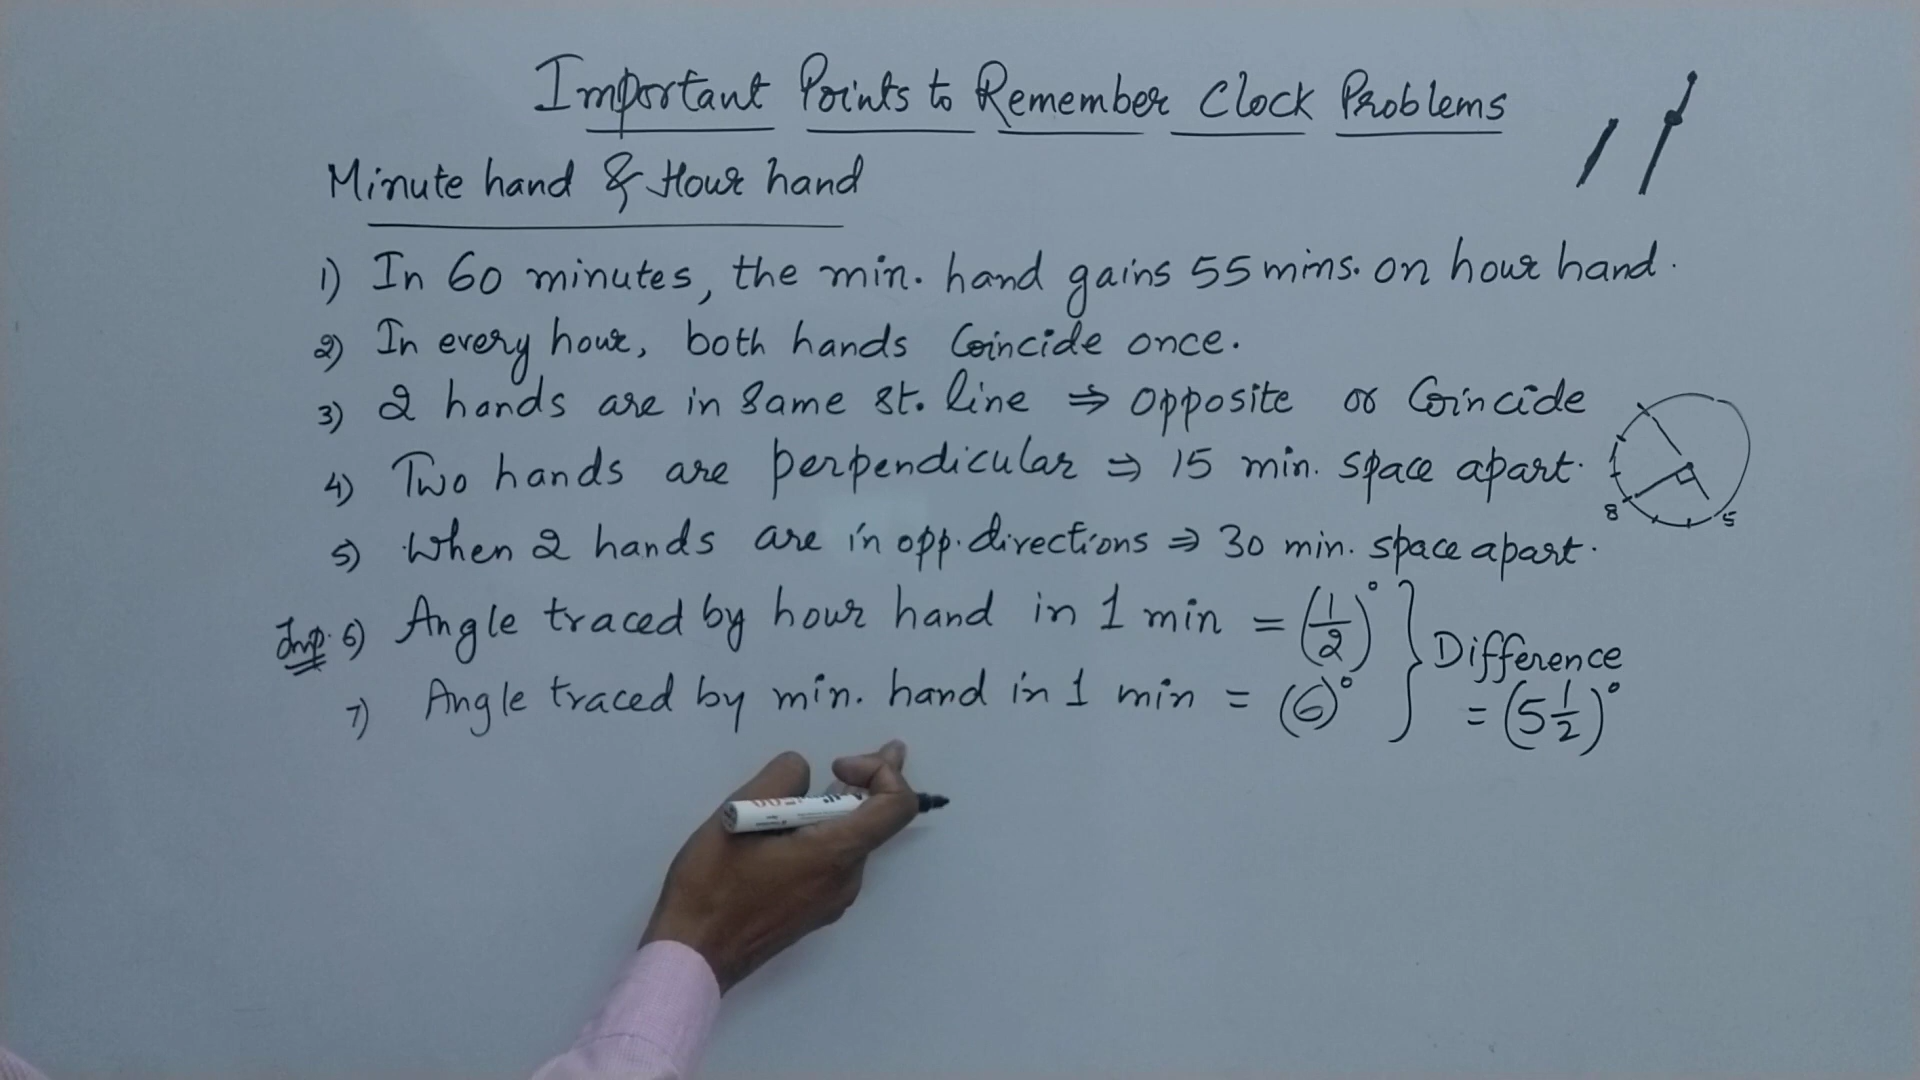 Important Points to Remember Clock Problems
Minute hand & Hour hand
1) In 60 minutes, the min. hand gains 55 mins. on hour hand.
2) In every hour, both hands Coincide once.
3) 2 hands are in Same st. line ⇒ opposite or Coincide
4) Two hands are perpendicular ⇒ 15 min. space apart.
8 5
5) When 2 hands are in opp. directions ⇒ 30 min. space apart.
Imp. 6) Angle traced by hour hand in 1 min = (1/2)° } Difference
7) Angle traced by min. hand in 1 min = (6)° = (5 1/2)°